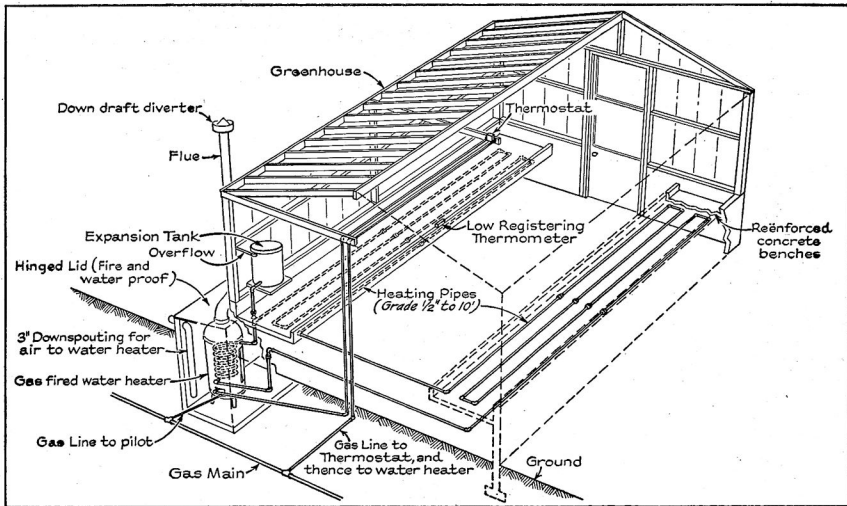 Greenhouse
Down draft diverter
Thermostat
Flue
Expansion Tank
Overflow
Low Registering
Thermometer
Reënforced
concrete
benches
Hinged Lid (Fire and
water proof)
Heating Pipes
(Grade ½" to 10')
3" Downspouting for
air to water heater
Gas fired water heater
Gas Line to pilot
Gas Line to
Thermostat, and
thence to water heater
Gas Main
Ground